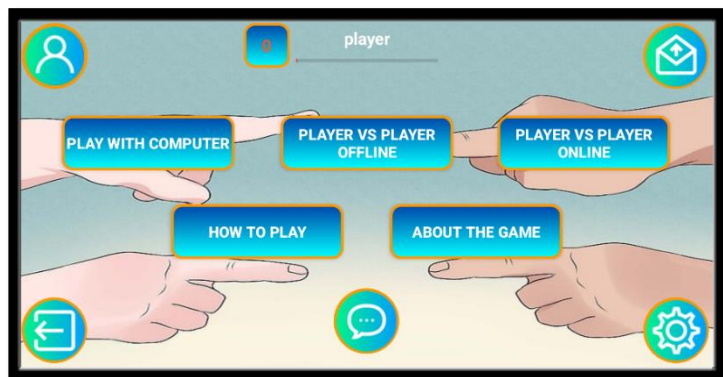 0
player
PLAY WITH COMPUTER
PLAYER VS PLAYER
OFFLINE
PLAYER VS PLAYER
ONLINE
HOW TO PLAY
ABOUT THE GAME